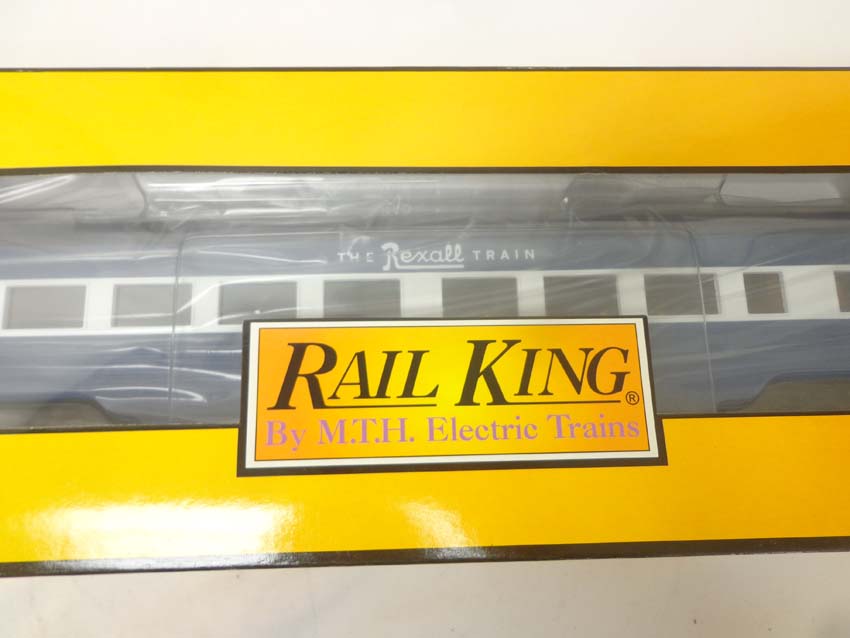 THE Rexall TRAIN
RAIL KING®
By M.T.H. Electric Trains